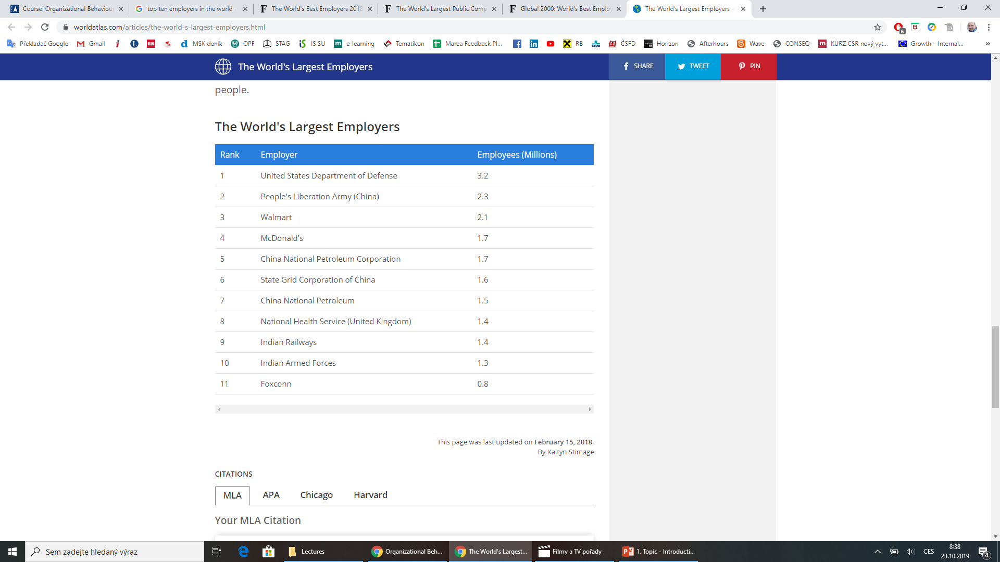 Course: Organizational Behaviou
top ten employers in the world -
The World's Best Employers 2018
The World's Largest Public Comp
Global 2000: World's Best Employ
The World's Largest Employers -
worldatlas.com/articles/the-world-s-largest-employers.html
6
Překladač Google
Gmail
MSK deník
OPF
STAG
IS SU
e-learning
Tematikon
Marea Feedback Pl...
RB
ČSFD
Horizon
Afterhours
Wave
CONSEQ
KURZ CSR nový vyt...
Growth – Internal...
»
The World's Largest Employers
SHARE
TWEET
PIN
people.
The World's Largest Employers
Rank Employer Employees (Millions)
1 United States Department of Defense 3.2
2 People's Liberation Army (China) 2.3
3 Walmart 2.1
4 McDonald's 1.7
5 China National Petroleum Corporation 1.7
6 State Grid Corporation of China 1.6
7 China National Petroleum 1.5
8 National Health Service (United Kingdom) 1.4
9 Indian Railways 1.4
10 Indian Armed Forces 1.3
11 Foxconn 0.8
This page was last updated on February 15, 2018.
By Kaityn Stimage
CITATIONS
MLA APA Chicago Harvard
Your MLA Citation
Sem zadejte hledaný výraz
Lectures
Organizational Beh...
The World's Largest...
Filmy a TV pořady
1. Topic - Introducti...
CES
8:38
23.10.2019
4